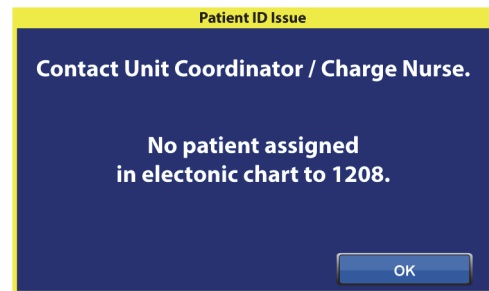 Patient ID Issue
Contact Unit Coordinator / Charge Nurse.
No patient assigned
in electonic chart to 1208.
OK